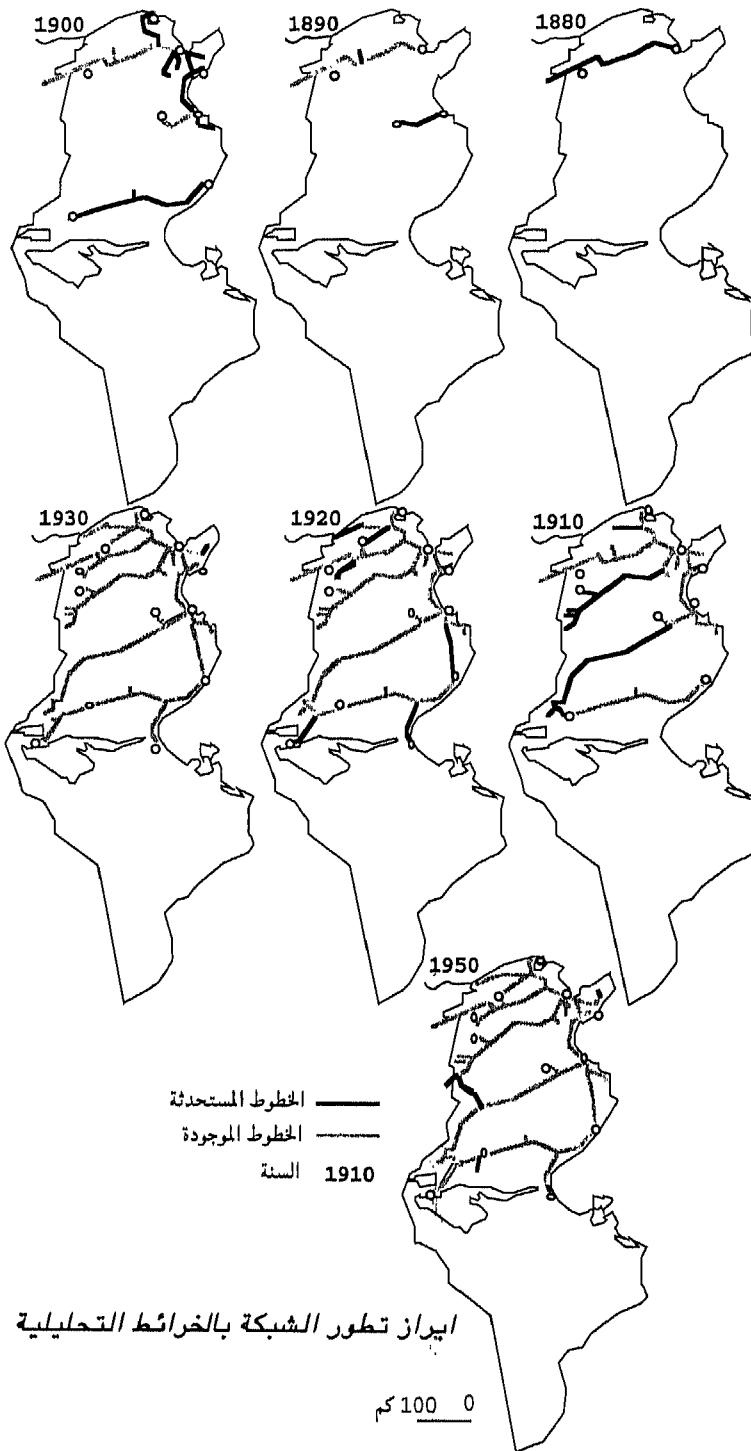 1880
1890
1900
1910
1920
1930
1950
الخطوط المستحدثة
الخطوط الموجودة
1910 السنة
ايراز تطور الشبكة بالخرائط التحليلية
0 100 كم